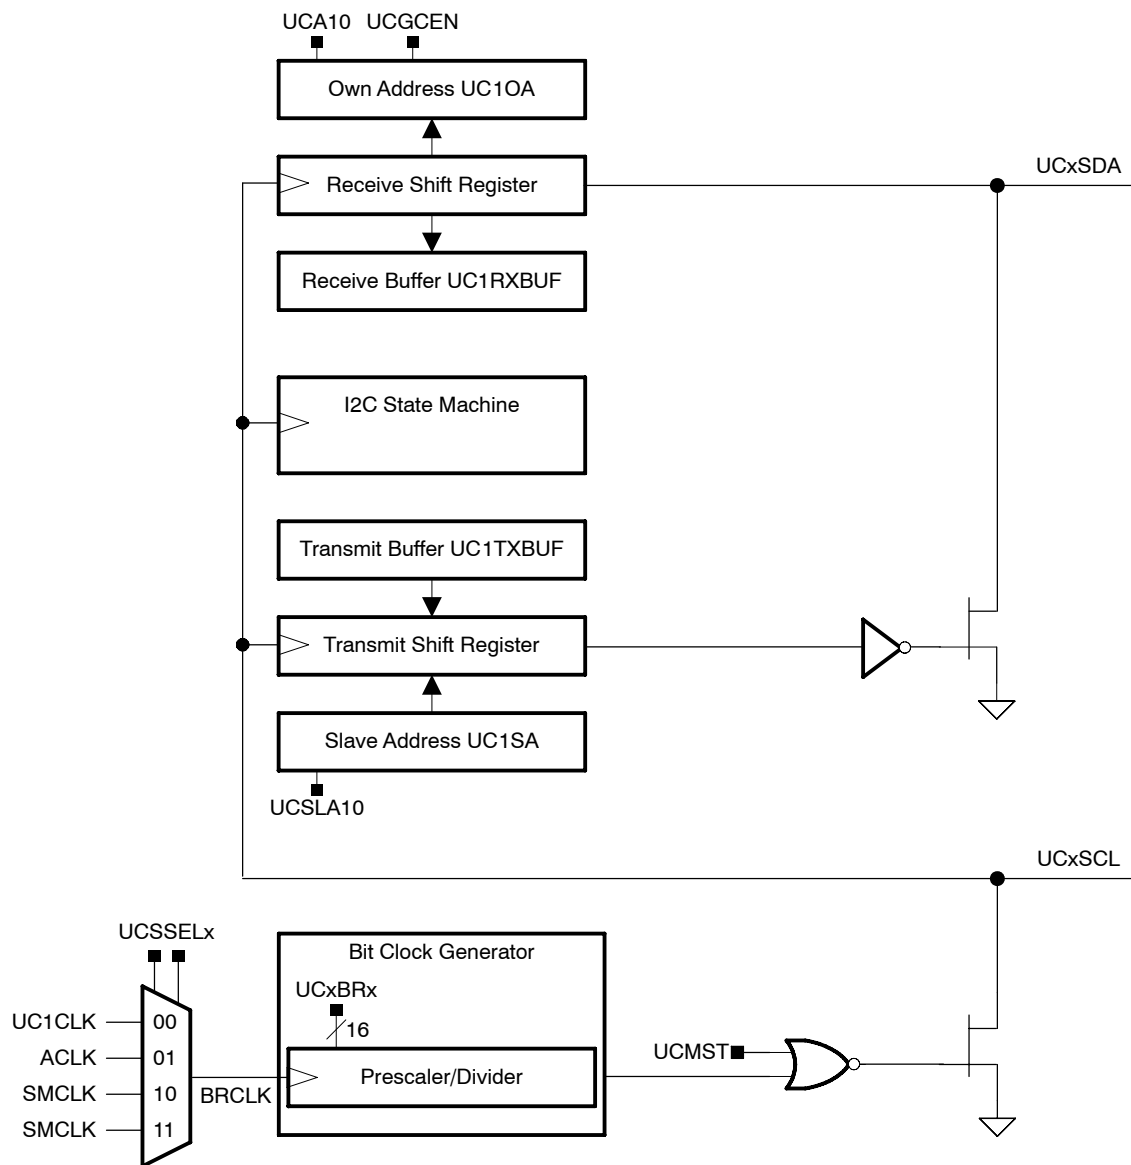 UCA10 UCGCEN
Own Address UC1OA
UCxSDA
Receive Shift Register
Receive Buffer UC1RXBUF
I2C State Machine
Transmit Buffer UC1TXBUF
Transmit Shift Register
Slave Address UC1SA
UCSLA10
UCxSCL
UCSSELx
Bit Clock Generator
UCxBRx
16
UC1CLK 00
ACLK 01
SMCLK 10
SMCLK 11
BRCLK
Prescaler/Divider
UCMST